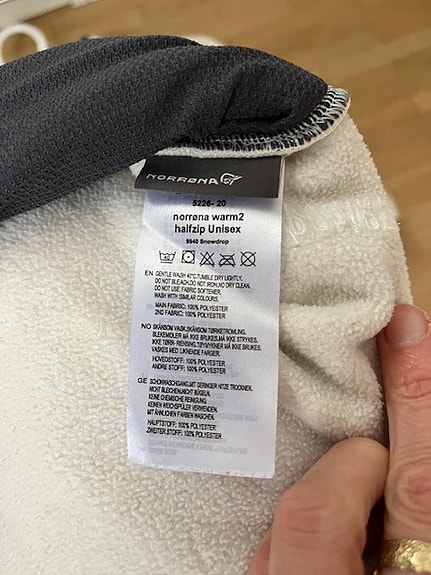 NORRØNA
5226- 20
norrøna warm2
halfzip Unisex
9940 Snowdrop
EN GENTLE WASH 40°C.TUMBLE DRY LIGHTLY.
DO NOT BLEACH.DO NOT IRON.NO DRY CLEAN.
DO NOT USE FABRIC SOFTENER.
WASH WITH SIMILAR COLOURS.
MAIN FABRIC: 100% POLYESTER
2ND FABRIC: 100% POLYESTER
NO SKÅNSOM VASK.SKÅNSOM TØRKETROMLING.
BLEKEMIDLER MÅ IKKE BRUKES.MÅ IKKE STRYKES.
IKKE TØRR- RENSING.TØYMYKNER MÅ IKKE BRUKES.
VASKES MED LIKNENDE FARGER.
HOVEDSTOFF: 100% POLYESTER
ANDRE STOFF: 100% POLYESTER
GE SCHONWASCHGANG.MIT GERINGER HITZE TROCKNEN.
NICHT BLEICHEN.NICHT BÜGELN.
KEINE CHEMISCHE REINIGUNG.
KEINEN WEICHSPÜLER VERWENDEN.
MIT ÄHNLICHEN FARBEN WASCHEN.
HAUPTSTOFF: 100% POLYESTER
ZWEITER STOFF: 100% POLYESTER